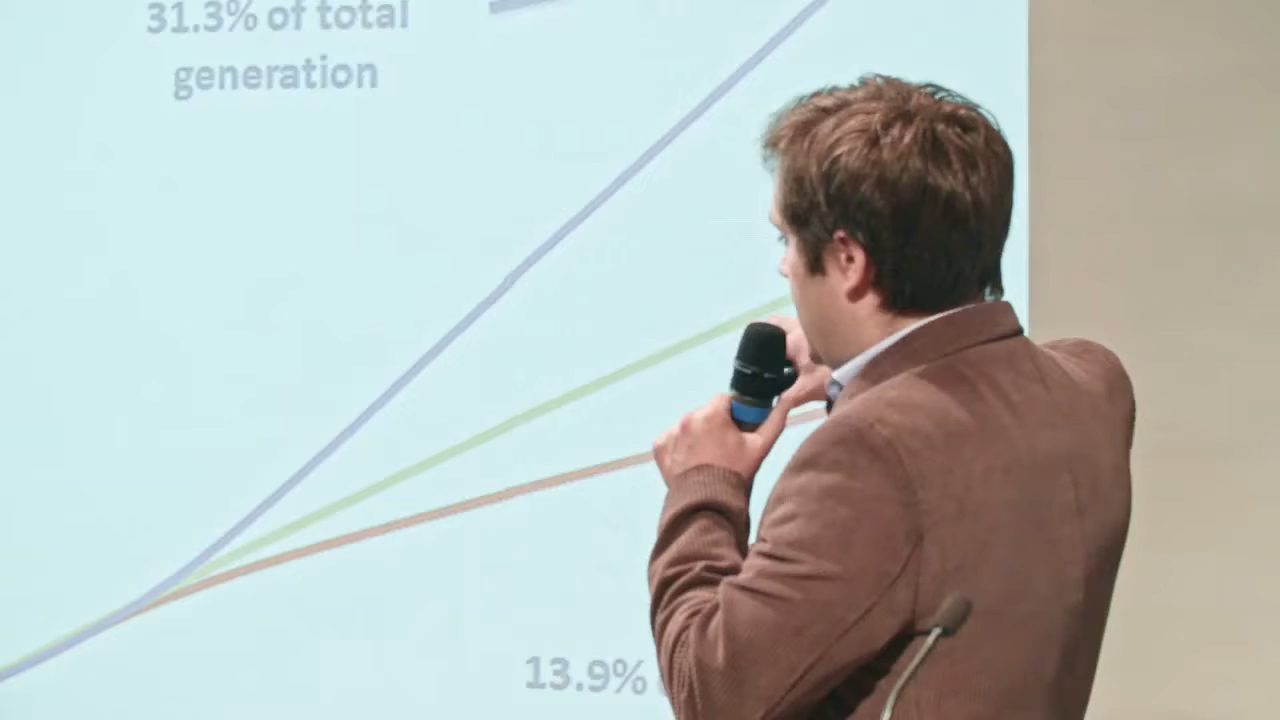 31.3% of total
generation
13.9%